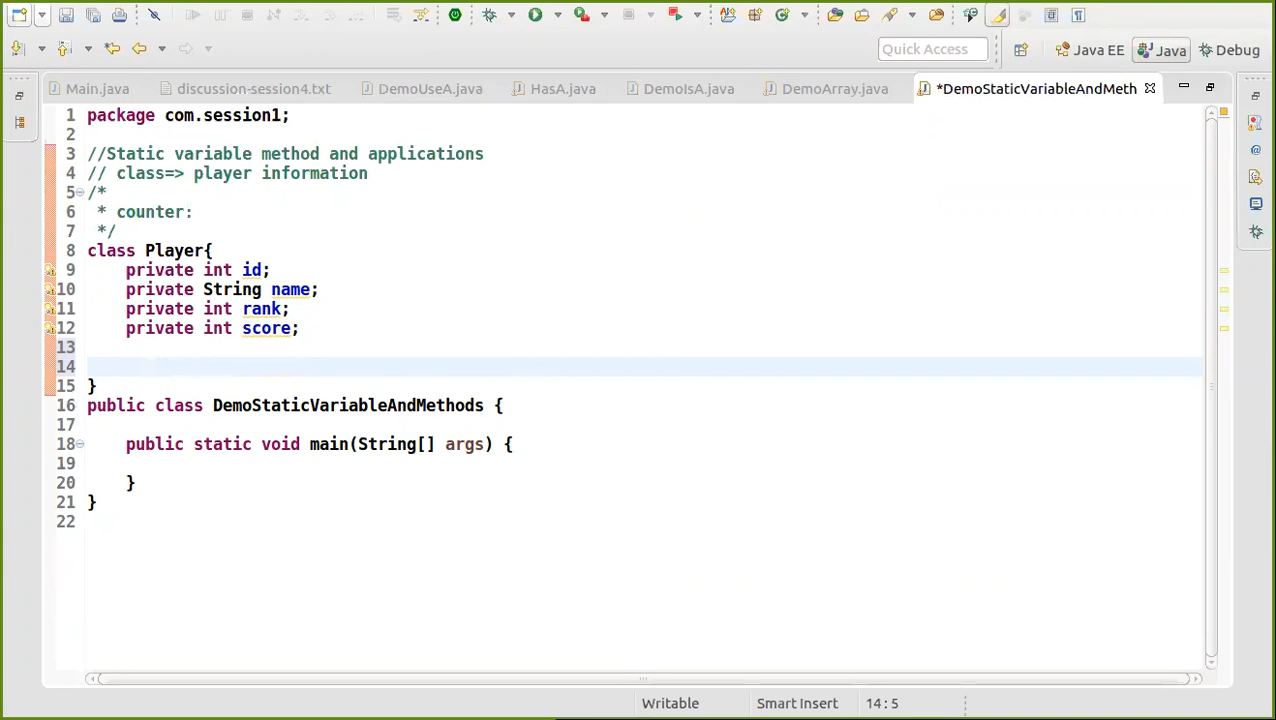 Quick Access
Java EE
Java
Debug
Main.java
discussion-session4.txt
DemoUseA.java
HasA.java
DemoIsA.java
DemoArray.java
*DemoStaticVariableAndMeth
1 package com.session1;
2
3 //Static variable method and applications
4 // class=> player information
5 /*
6 * counter:
7 */
8 class Player{
9 private int id;
10 private String name;
11 private int rank;
12 private int score;
13
14
15 }
16 public class DemoStaticVariableAndMethods {
17
18 public static void main(String[] args) {
19
20 }
21 }
22
Writable
Smart Insert
14:5